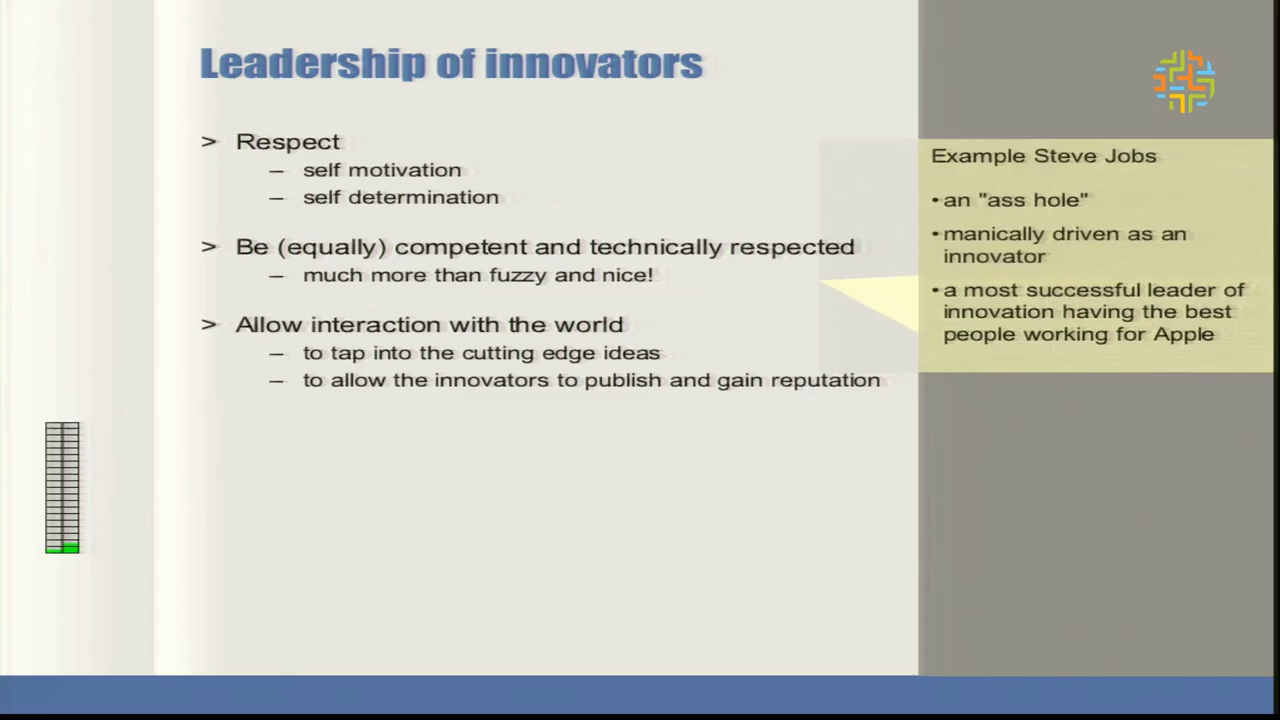 Leadership of innovators
> Respect
– self motivation
– self determination
> Be (equally) competent and technically respected
– much more than fuzzy and nice!
> Allow interaction with the world
– to tap into the cutting edge ideas
– to allow the innovators to publish and gain reputation
Example Steve Jobs
• an "ass hole"
• manically driven as an
innovator
• a most successful leader of
innovation having the best
people working for Apple